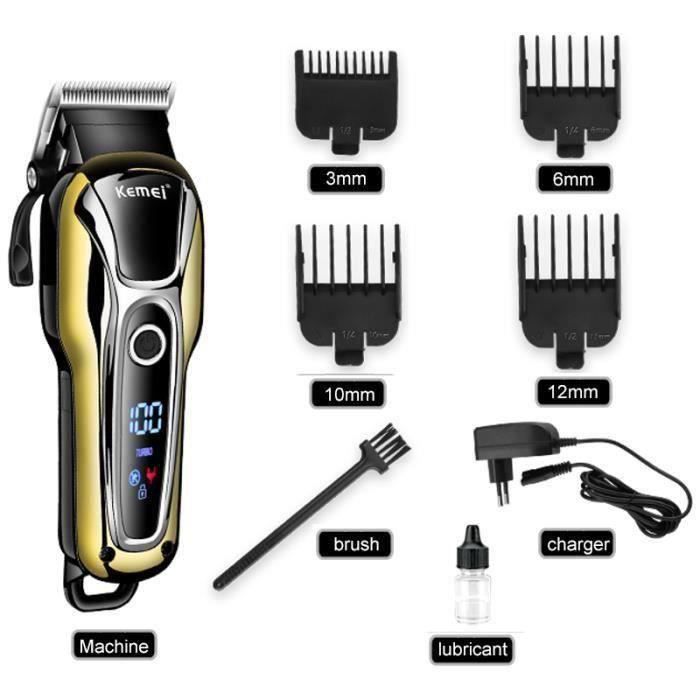 3mm
6mm
Kemei
10mm
12mm
100
TURBO
brush
charger
Machine
lubricant